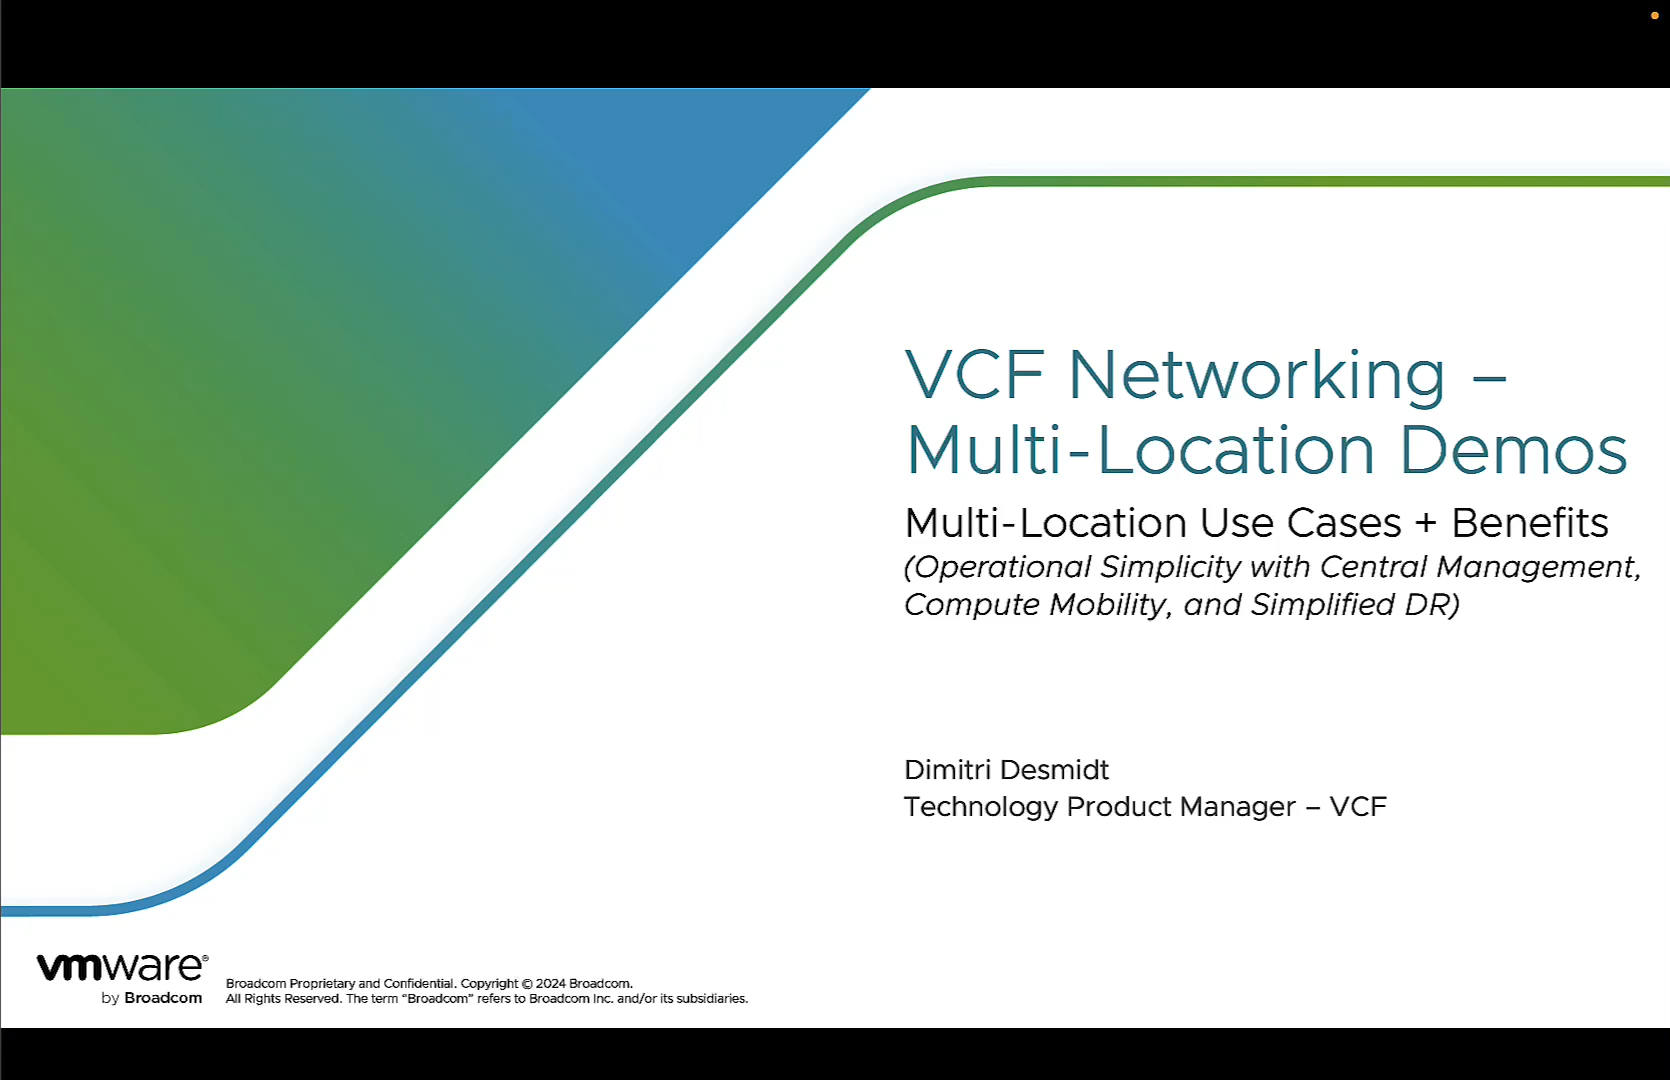 VCF Networking –
Multi-Location Demos
Multi-Location Use Cases + Benefits
(Operational Simplicity with Central Management,
Compute Mobility, and Simplified DR)
Dimitri Desmidt
Technology Product Manager – VCF
vmware®
by Broadcom
Broadcom Proprietary and Confidential. Copyright © 2024 Broadcom.
All Rights Reserved. The term “Broadcom” refers to Broadcom Inc. and/or its subsidiaries.